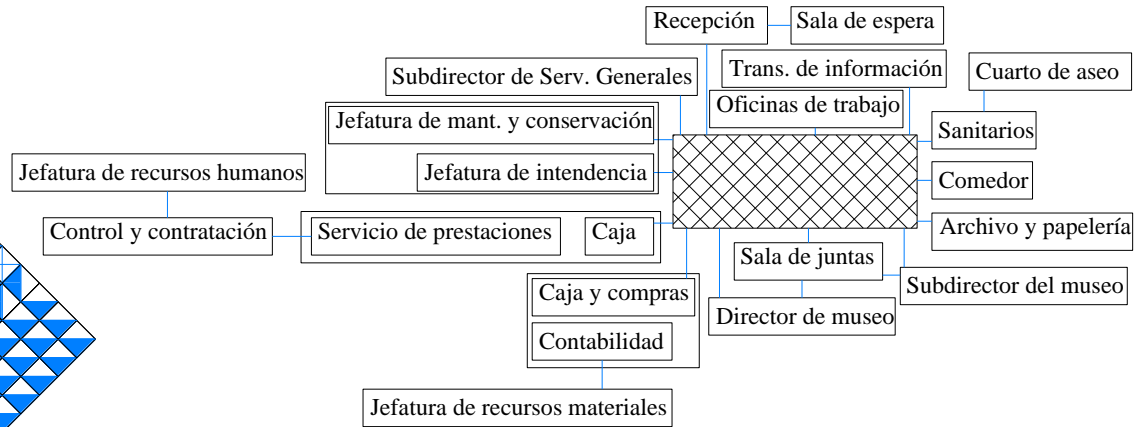 Recepción
Sala de espera
Subdirector de Serv. Generales
Trans. de información
Cuarto de aseo
Oficinas de trabajo
Jefatura de mant. y conservación
Sanitarios
Jefatura de recursos humanos
Jefatura de intendencia
Comedor
Control y contratación
Servicio de prestaciones
Caja
Archivo y papelería
Sala de juntas
Subdirector del museo
Caja y compras
Director de museo
Contabilidad
Jefatura de recursos materiales